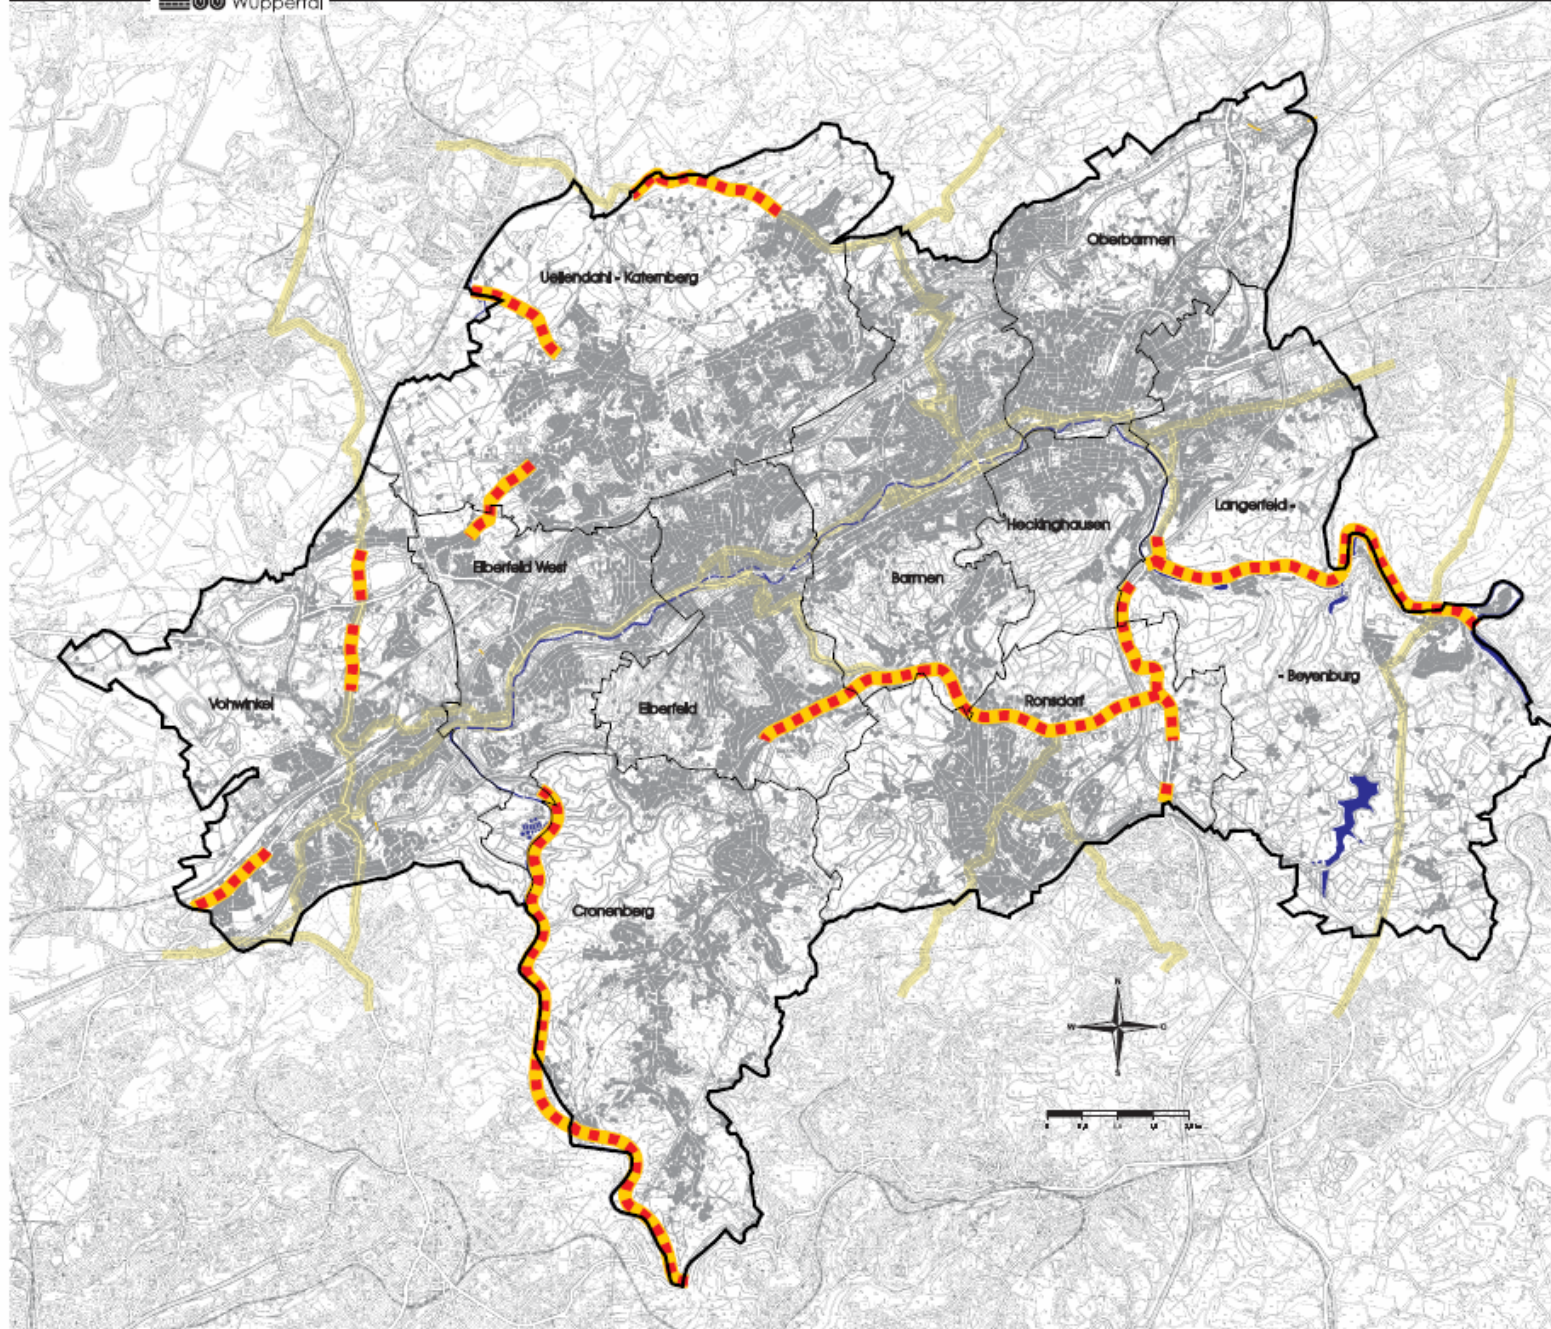 Wuppertal
Oberbarmen
Uellendahl - Katernberg
Langerfeld -
Heckinghausen
Elberfeld West
Barmen
- Beyenburg
Vohwinkel
Ronsdorf
Elberfeld
Cronenberg
N
W
O
S